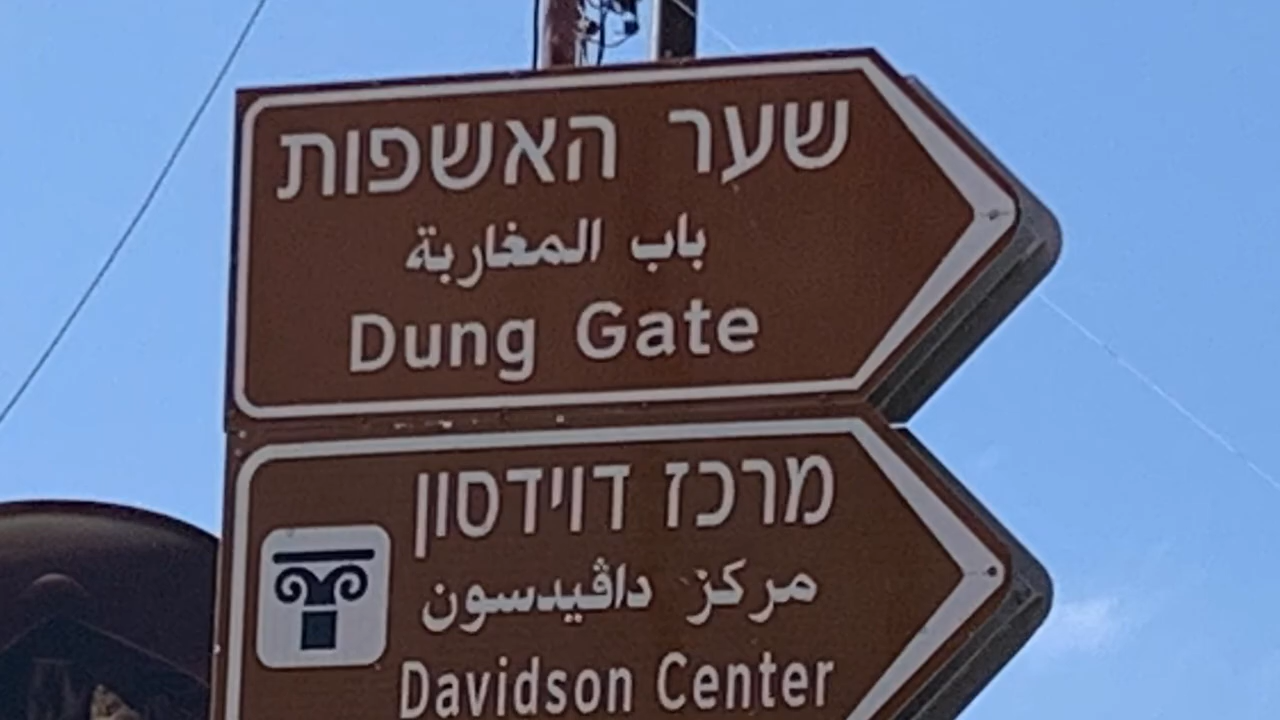 שער האשפות
باب المغاربة
Dung Gate
מרכז דוידסון
مركز داڤيدسون
Davidson Center